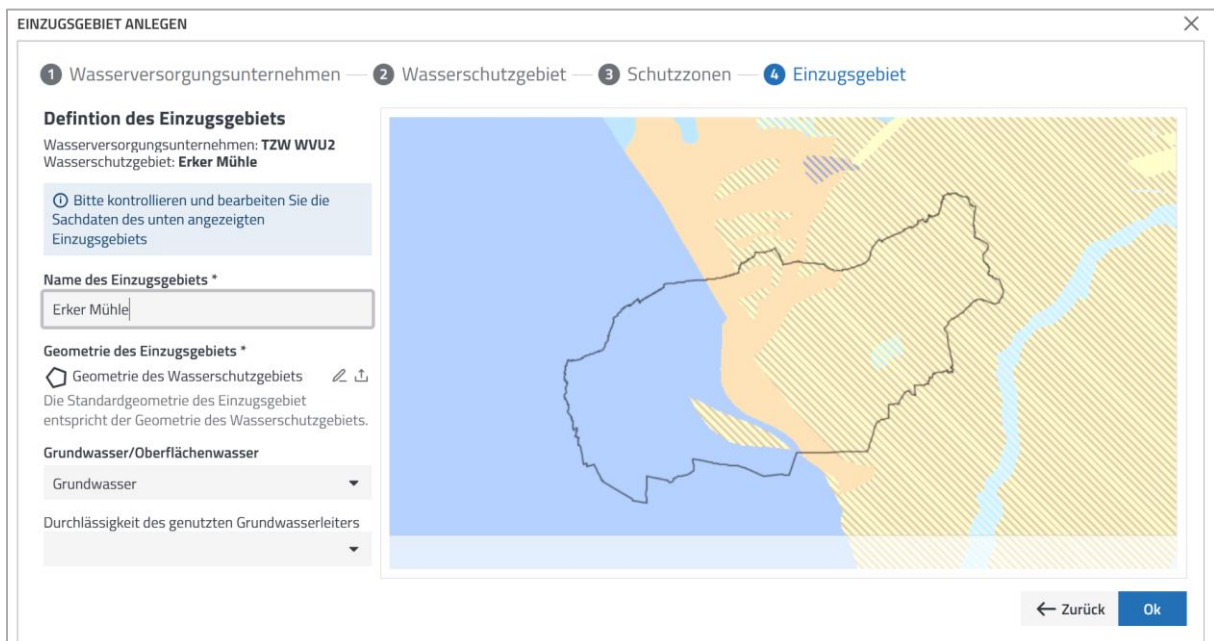 EINZUGSGEBIET ANLEGEN
1 Wasserversorgungsunternehmen 2 Wasserschutzgebiet 3 Schutzzonen 4 Einzugsgebiet
Defintion des Einzugsgebiets
Wasserversorgungsunternehmen: TZW WVU2
Wasserschutzgebiet: Erker Mühle
Bitte kontrollieren und bearbeiten Sie die
Sachdaten des unten angezeigten
Einzugsgebiets
Name des Einzugsgebiets *
Erker Mühle
Geometrie des Einzugsgebiets *
Geometrie des Wasserschutzgebiets
Die Standardgeometrie des Einzugsgebiet
entspricht der Geometrie des Wasserschutzgebiets.
Grundwasser/Oberflächenwasser
Grundwasser
Durchlässigkeit des genutzten Grundwasserleiters
Zurück
Ok